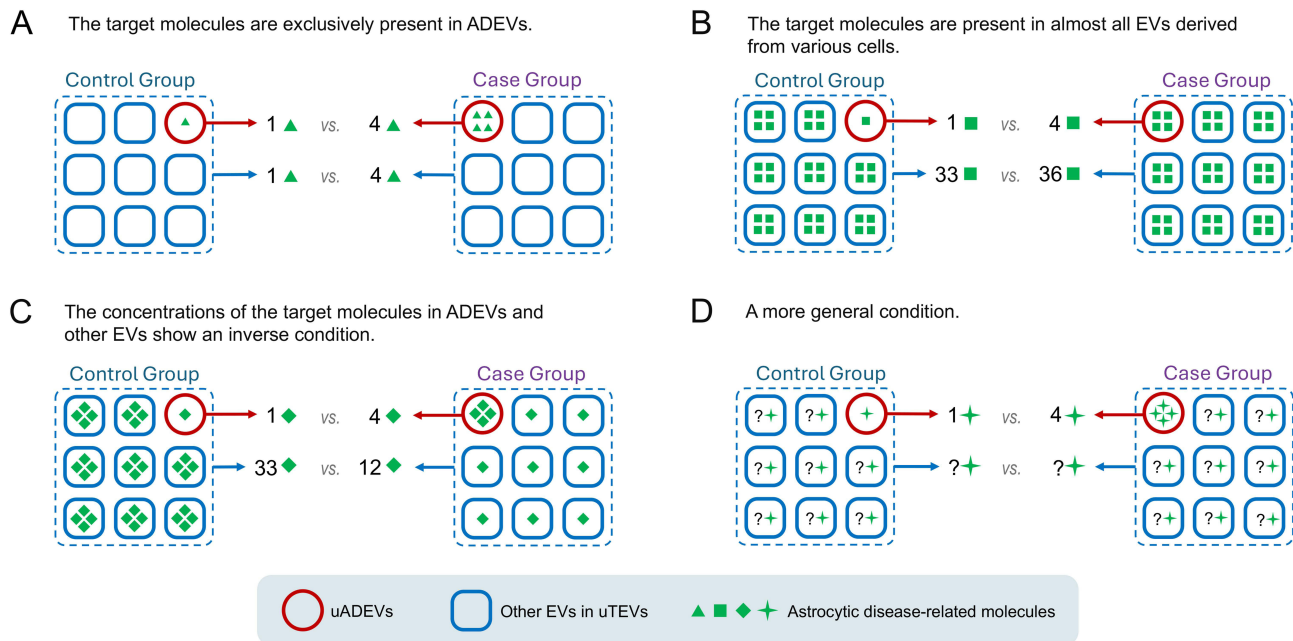 A
The target molecules are exclusively present in ADEVs.
Control Group
Case Group
1 vs. 4
1 vs. 4
B
The target molecules are present in almost all EVs derived
from various cells.
Control Group
Case Group
1 vs. 4
33 vs. 36
C
The concentrations of the target molecules in ADEVs and
other EVs show an inverse condition.
Control Group
Case Group
1 vs. 4
33 vs. 12
D
A more general condition.
Control Group
Case Group
? ? 1 vs. 4 ? ?
? ? ? ? vs. ? ? ? ?
? ? ? ? ? ?
uADEVs
Other EVs in uTEVs
Astrocytic disease-related molecules